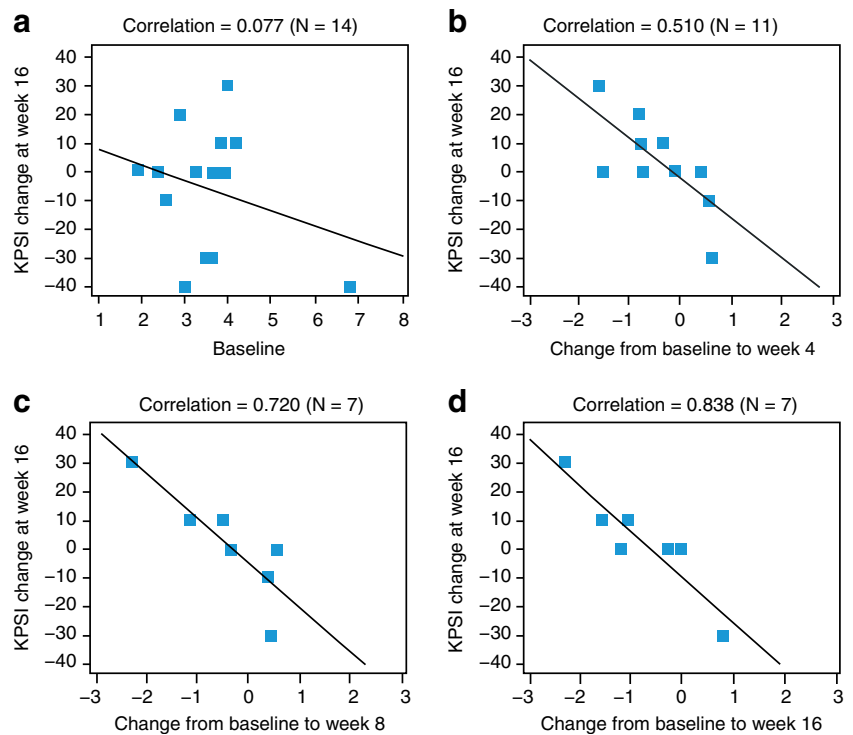 a
Correlation = 0.077 (N = 14)
KPSI change at week 16
40
30
20
10
0
−10
−20
−30
−40
1 2 3 4 5 6 7 8
Baseline
b
Correlation = 0.510 (N = 11)
KPSI change at week 16
40
30
20
10
0
−10
−20
−30
−40
−3 −2 −1 0 1 2 3
Change from baseline to week 4
c
Correlation = 0.720 (N = 7)
KPSI change at week 16
40
30
20
10
0
−10
−20
−30
−40
−3 −2 −1 0 1 2 3
Change from baseline to week 8
d
Correlation = 0.838 (N = 7)
KPSI change at week 16
40
30
20
10
0
−10
−20
−30
−40
−3 −2 −1 0 1 2 3
Change from baseline to week 16